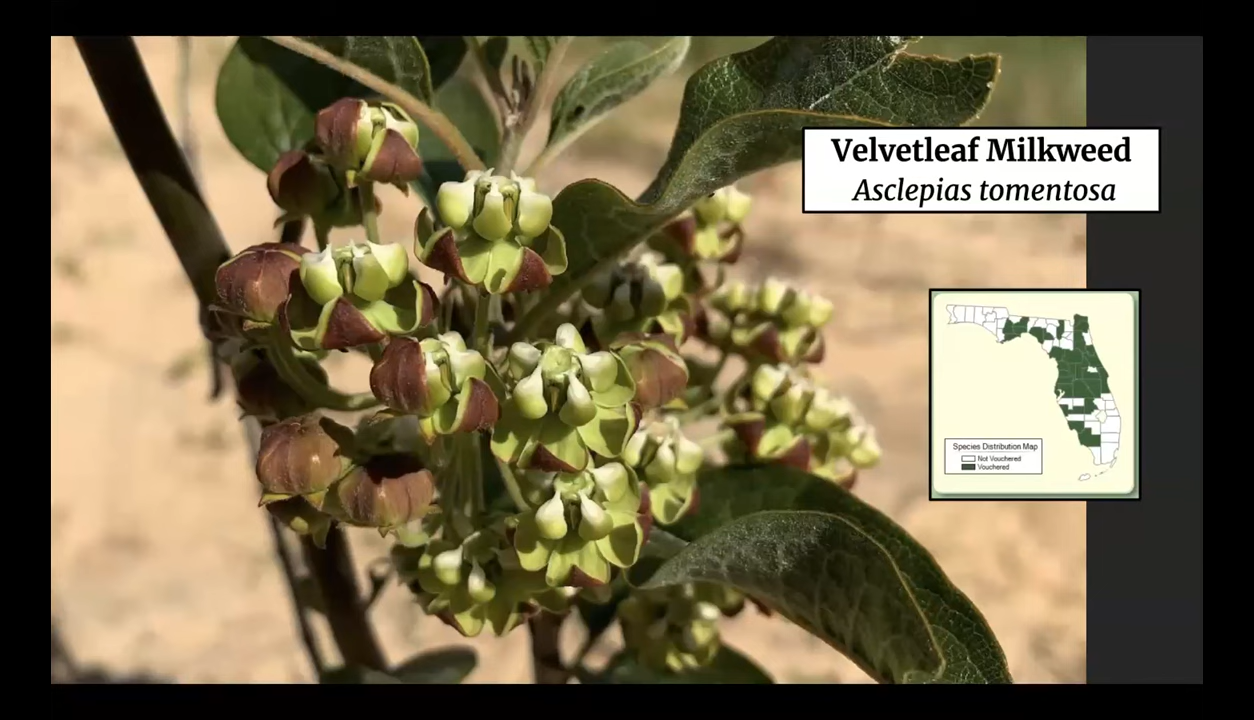 Velvetleaf Milkweed
Asclepias tomentosa
Species Distribution Map
Not Vouchered
Vouchered